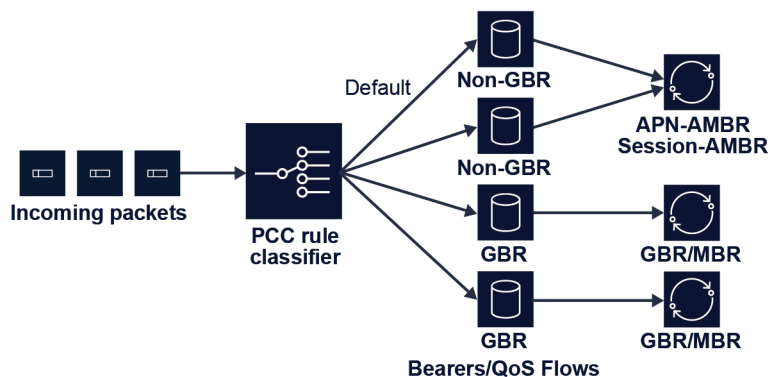 Default
Non-GBR
APN-AMBR
Session-AMBR
Non-GBR
Incoming packets
PCC rule
classifier
GBR
GBR/MBR
GBR
GBR/MBR
Bearers/QoS Flows